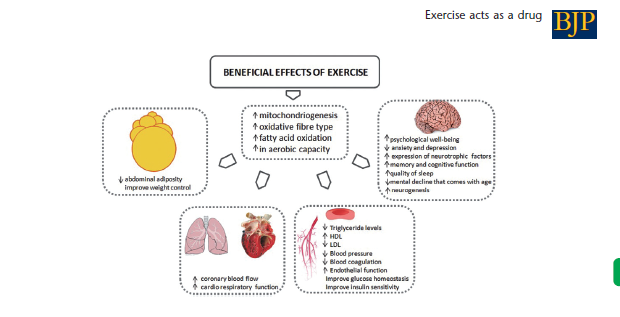 Exercise acts as a drug
BJP
BENEFICIAL EFFECTS OF EXERCISE
↑ mitochondriogenesis
↑ oxidative fibre type
↑ fatty acid oxidation
↑ in aerobic capacity
↓ abdominal adiposity
improve weight control
↑ psychological well-being
↓ anxiety and depression
↑ expression of neurotrophic factors
↑ memory and cognitive function
↑ quality of sleep
↓ mental decline that comes with age
↑ neurogenesis
↑ coronary blood flow
↑ cardio respiratory function
↓ Triglyceride levels
↑ HDL
↓ LDL
↓ Blood pressure
↓ Blood coagulation
↑ Endothelial function
Improve glucose homeostasis
Improve insulin sensitivity